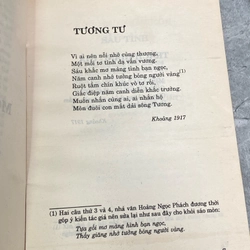 TƯƠNG TƯ
Vì ai nên nỗi nhớ cùng thương,
Một mối tơ tình dạ vấn vương.
Sáu khắc mơ màng tình bạn ngọc,
Năm canh nhớ tưởng bóng người vàng(1)
Ruột tằm chín khúc vò tơ rối,
Giấc điệp năm canh diễn khắc trường.
Muốn nhắn cùng ai, ai nhắn hộ
Mòn đuôi con mắt dải sông Tương.
Khoảng 1917
(1) Hai câu thứ 3 và 4, nhà văn Hoàng Ngọc Phách đương thời
góp ý kiến tác giả nên sửa lại như sau đây cho khỏi sáo mòn:
Tựa gối mơ màng hình bạn ngọc,
Thấy giăng nhớ tưởng bóng người vàng.